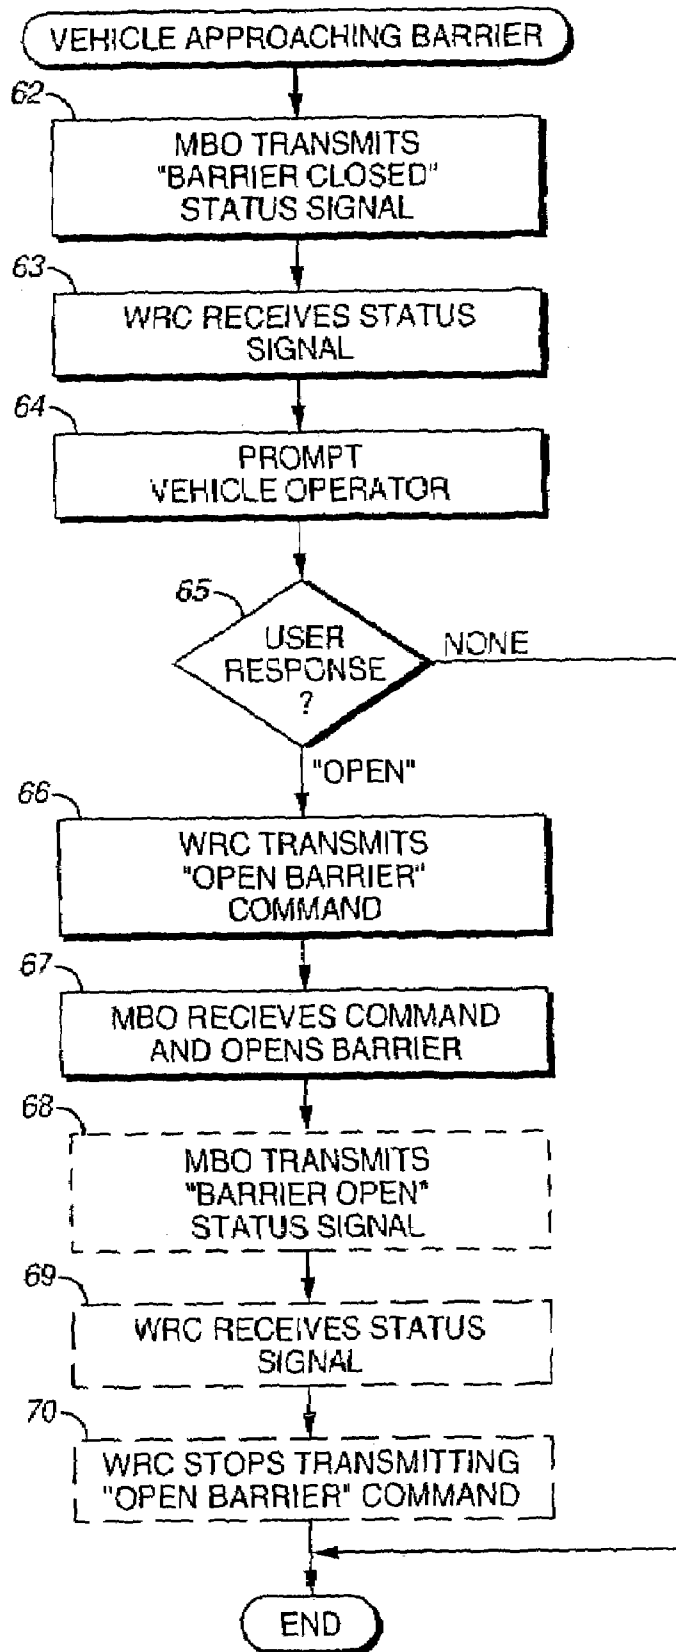 VEHICLE APPROACHING BARRIER
62
MBO TRANSMITS
"BARRIER CLOSED"
STATUS SIGNAL
63
WRC RECEIVES STATUS
SIGNAL
64
PROMPT
VEHICLE OPERATOR
65
USER
RESPONSE
?
NONE
"OPEN"
66
WRC TRANSMITS
"OPEN BARRIER"
COMMAND
67
MBO RECIEVES COMMAND
AND OPENS BARRIER
68
MBO TRANSMITS
"BARRIER OPEN"
STATUS SIGNAL
69
WRC RECEIVES STATUS
SIGNAL
70
WRC STOPS TRANSMITTING
"OPEN BARRIER" COMMAND
END